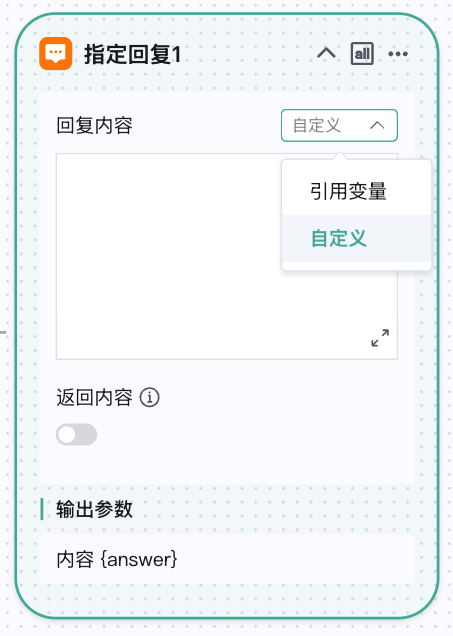 指定回复1
all
回复内容
自定义
引用变量
自定义
返回内容
输出参数
内容 {answer}